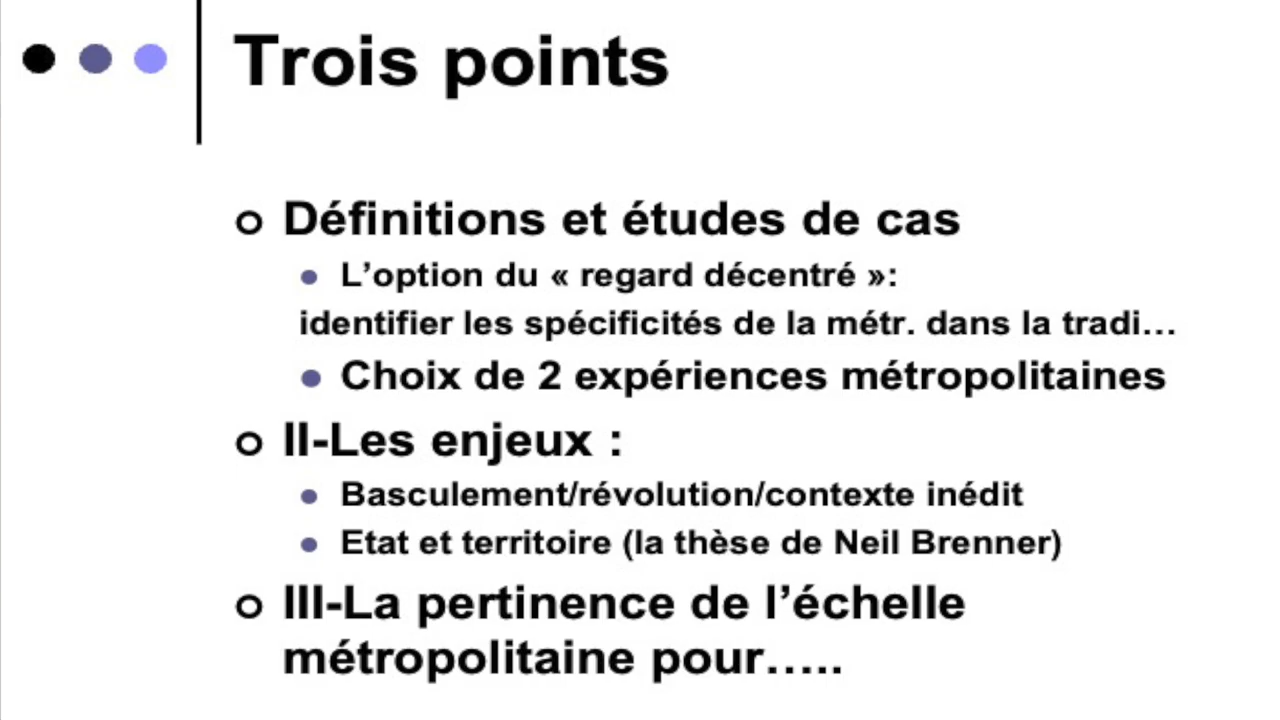 Trois points
Définitions et études de cas
L’option du « regard décentré »:
identifier les spécificités de la métr. dans la tradi…
Choix de 2 expériences métropolitaines
II-Les enjeux :
Basculement/révolution/contexte inédit
Etat et territoire (la thèse de Neil Brenner)
III-La pertinence de l’échelle
métropolitaine pour…..